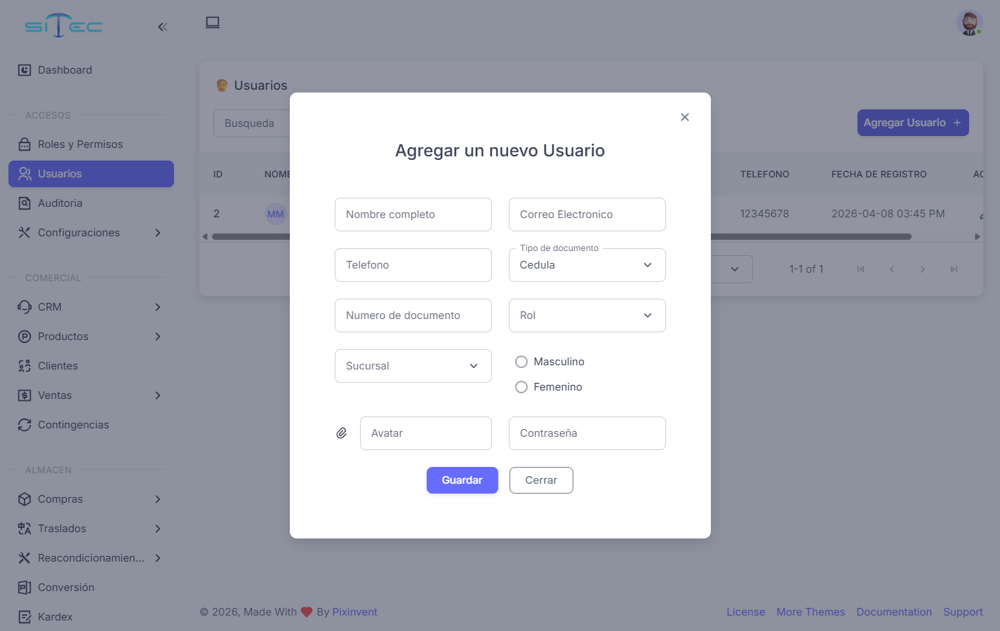 SiTEC
Dashboard
ACCESOS
Roles y Permisos
Usuarios
Auditoria
Configuraciones
COMERCIAL
CRM
Productos
Clientes
Ventas
Contingencias
ALMACEN
Compras
Traslados
Reacondicionamien...
Conversión
Kardex
Usuarios
Busqueda
Agregar Usuario +
ID
TELEFONO FECHA DE REGISTRO
2 MM 12345678 2026-04-08 03:45 PM
1-1 of 1
Agregar un nuevo Usuario
Nombre completo Correo Electronico
Telefono Tipo de documento
Cedula
Numero de documento Rol
Sucursal Masculino
Femenino
Avatar Contraseña
Guardar Cerrar
© 2026, Made With ❤ By Pixinvent
License More Themes Documentation Support